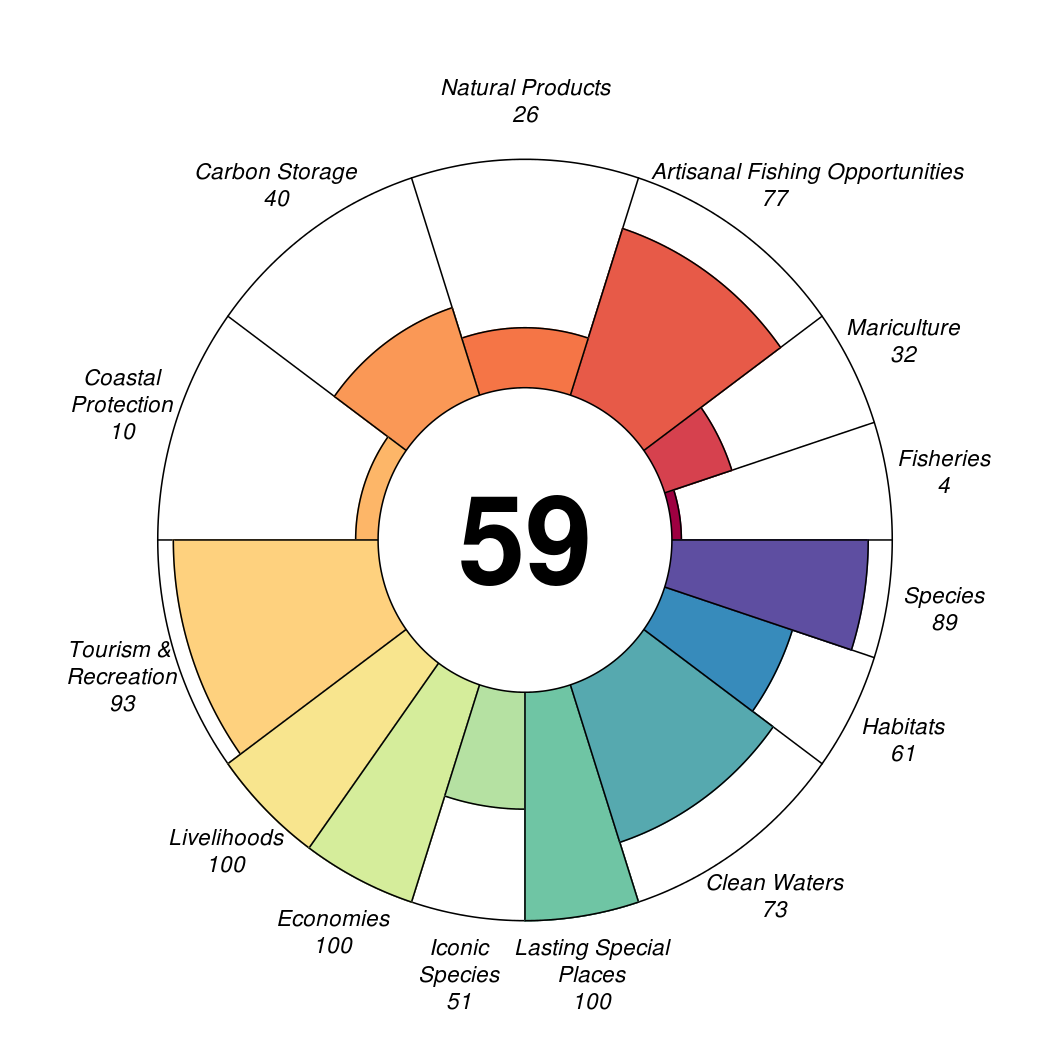 Natural Products
26
Carbon Storage
40
Artisanal Fishing Opportunities
77
Mariculture
32
Coastal
Protection
10
Fisheries
4
59
Species
89
Tourism &
Recreation
93
Habitats
61
Livelihoods
100
Clean Waters
73
Economies
100
Iconic
Species
51
Lasting Special
Places
100